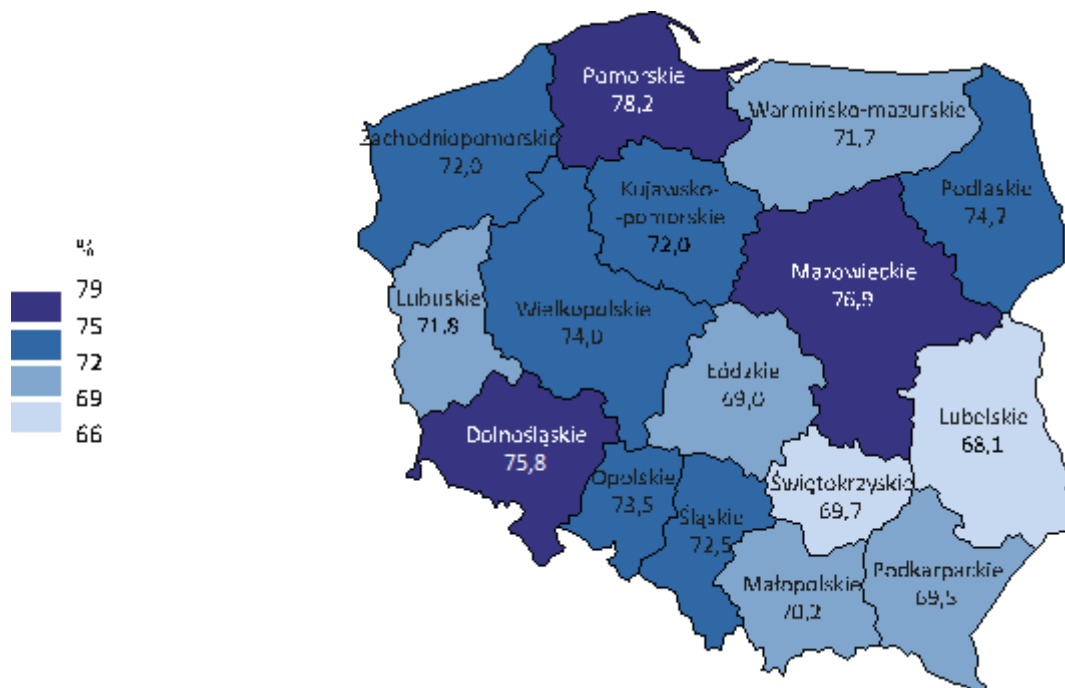 %
79
75
72
69
66
Pomorskie
78,2
Warmińsko-mazurskie
71,7
Zachodniopomorskie
72,0
Kujawsko-
-pomorskie
72,0
Podlaskie
74,7
Mazowieckie
76,9
Lubuskie
71,8
Wielkopolskie
74,0
Łódzkie
69,0
Lubelskie
68,1
Dolnośląskie
75,8
Opolskie
73,5
Śląskie
72,5
Świętokrzyskie
69,7
Małopolskie
70,2
Podkarpackie
69,5